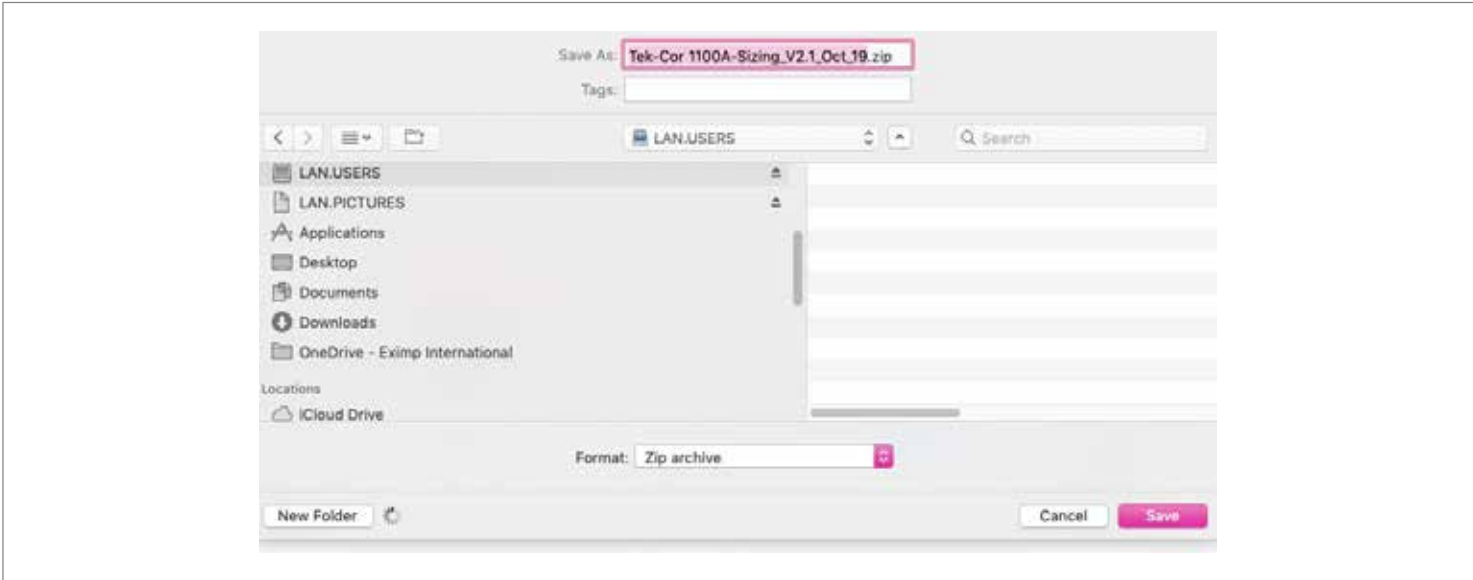 Save As: Tek-Cor 1100A-Sizing_V2.1_Oct_19.zip
Tags:
LAN.USERS
Search
LAN.USERS
LAN.PICTURES
Applications
Desktop
Documents
Downloads
OneDrive - Eximp International
Locations
iCloud Drive
Format: Zip archive
New Folder
Cancel
Save